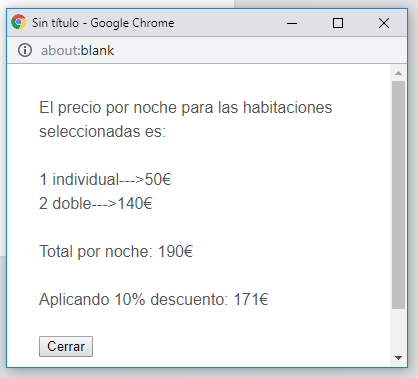 Sin título - Google Chrome
about:blank
El precio por noche para las habitaciones
seleccionadas es:
1 individual--->50€
2 doble--->140€
Total por noche: 190€
Aplicando 10% descuento: 171€
Cerrar